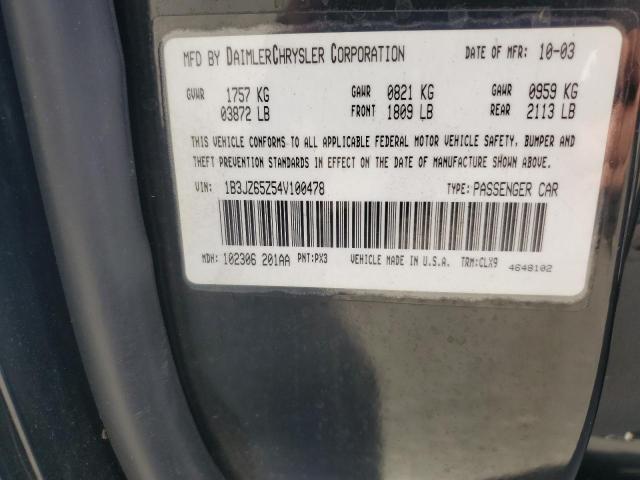 MFD BY DAIMLERCHRYSLER CORPORATION DATE OF MFR: 10-03
GVWR 1757 KG GAWR 0821 KG GAWR 0959 KG
03872 LB FRONT 1809 LB REAR 2113 LB
THIS VEHICLE CONFORMS TO ALL APPLICABLE FEDERAL MOTOR VEHICLE SAFETY, BUMPER AND
THEFT PREVENTION STANDARDS IN EFFECT ON THE DATE OF MANUFACTURE SHOWN ABOVE.
VIN: 1B3JZ65Z54V100478 TYPE: PASSENGER CAR
MDH: 102306 201AA PNT:PX3 VEHICLE MADE IN U.S.A. TRM:CLX9 4648102